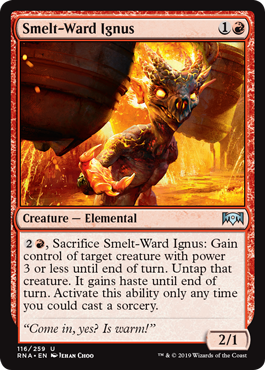 Smelt-Ward Ignus 1
Creature — Elemental
2 , Sacrifice Smelt-Ward Ignus: Gain
control of target creature with power
3 or less until end of turn. Untap that
creature. It gains haste until end of
turn. Activate this ability only any time
you could cast a sorcery.
“Come in, yes? Is warm!”
2/1
116/259 U
RNA • EN Jehan Choo
™ & © 2019 Wizards of the Coast